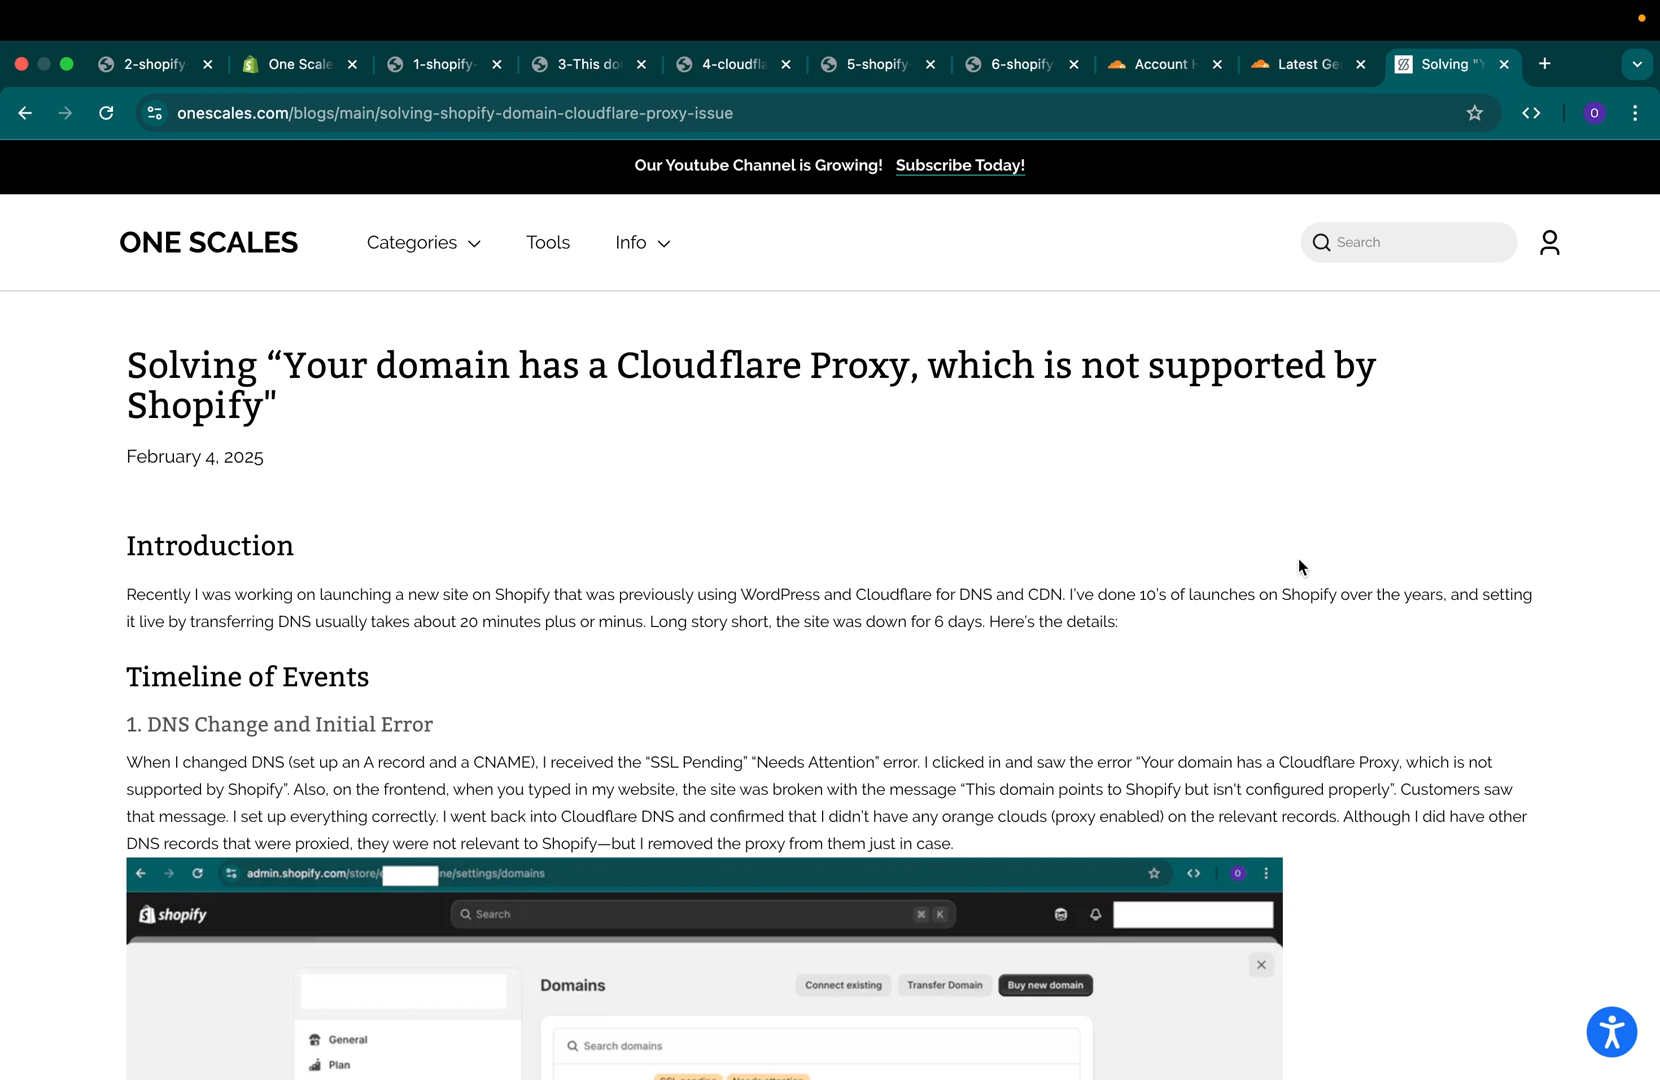 2-shopify-
One Scale
1-shopify-
3-This do
4-cloudfla
5-shopify
6-shopify
Account H
Latest Ge
Solving "Y
onescales.com/blogs/main/solving-shopify-domain-cloudflare-proxy-issue
O
Our Youtube Channel is Growing! Subscribe Today!
ONE SCALES
Categories
Tools
Info
Search
Solving “Your domain has a Cloudflare Proxy, which is not supported by
Shopify"
February 4, 2025
Introduction
Recently I was working on launching a new site on Shopify that was previously using WordPress and Cloudflare for DNS and CDN. I’ve done 10’s of launches on Shopify over the years, and setting
it live by transferring DNS usually takes about 20 minutes plus or minus. Long story short, the site was down for 6 days. Here’s the details:
Timeline of Events
1. DNS Change and Initial Error
When I changed DNS (set up an A record and a CNAME), I received the “SSL Pending” “Needs Attention” error. I clicked in and saw the error “Your domain has a Cloudflare Proxy, which is not
supported by Shopify”. Also, on the frontend, when you typed in my website, the site was broken with the message “This domain points to Shopify but isn't configured properly”. Customers saw
that message. I set up everything correctly. I went back into Cloudflare DNS and confirmed that I didn’t have any orange clouds (proxy enabled) on the relevant records. Although I did have other
DNS records that were proxied, they were not relevant to Shopify—but I removed the proxy from them just in case.
admin.shopify.com/store/
ne/settings/domains
O
shopify
Search
⌘ K
Domains
Connect existing
Transfer Domain
Buy new domain
General
Search domains
Plan
SSL pending
Needs attention